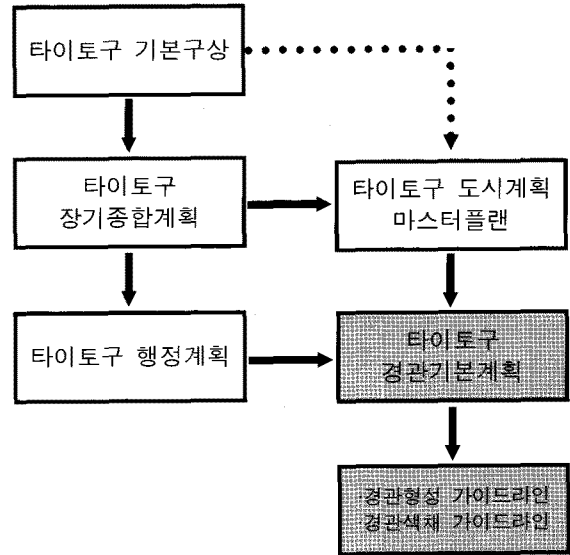 타이토구 기본구상
타이토구
장기종합계획
타이토구 도시계획
마스터플랜
타이토구 행정계획
타이토구
경관기본계획
경관형성 가이드라인
경관색채 가이드라인